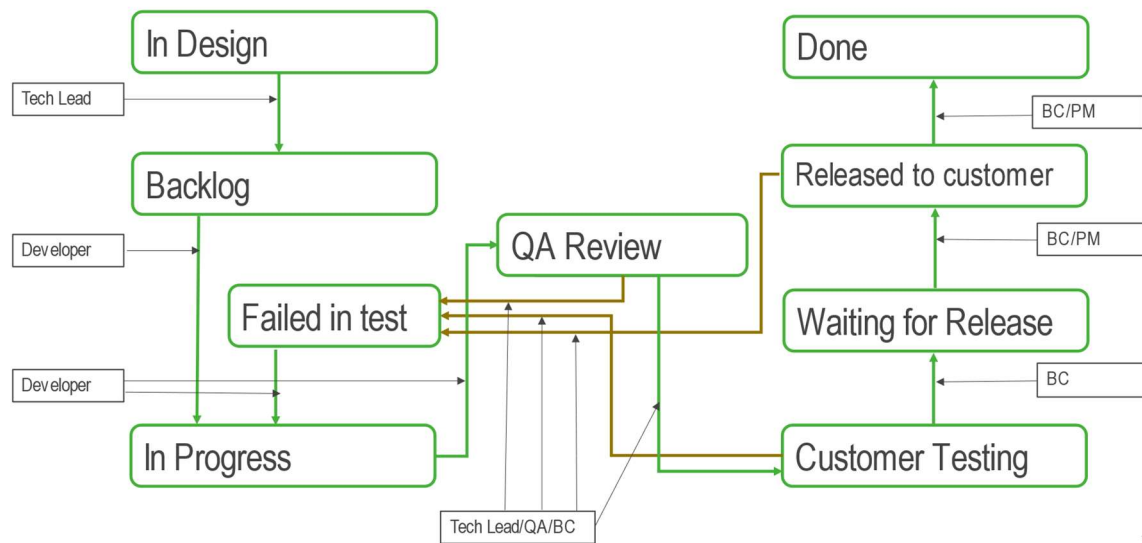 In Design
Done
Tech Lead
BC/PM
Backlog
Released to customer
Developer
QA Review
BC/PM
Failed in test
Waiting for Release
Developer
BC
In Progress
Customer Testing
Tech Lead/QA/BC